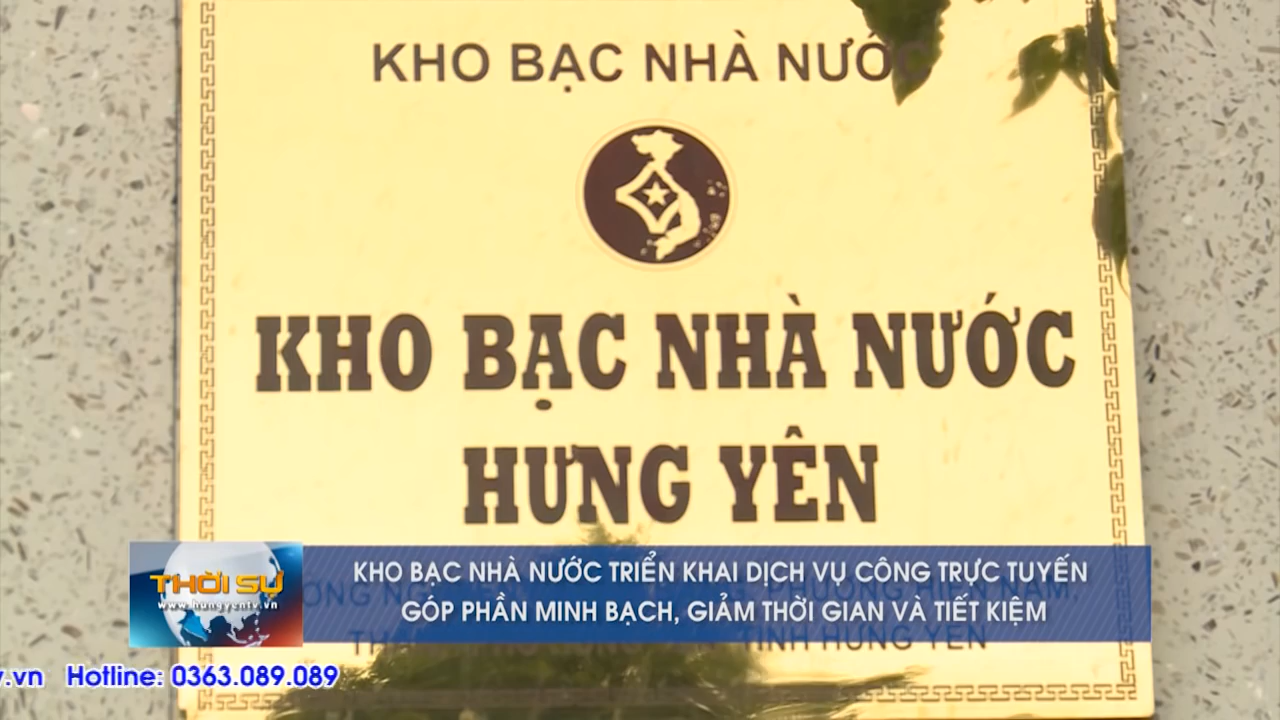 KHO BẠC NHÀ NƯỚC
KHO BẠC NHÀ NƯỚC
HƯNG YÊN
THỜI SỰ
www.hungyentv.vn
KHO BẠC NHÀ NƯỚC TRIỂN KHAI DỊCH VỤ CÔNG TRỰC TUYẾN
GÓP PHẦN MINH BẠCH, GIẢM THỜI GIAN VÀ TIẾT KIỆM
TỈNH HƯNG YÊN
v.vn Hotline: 0363.089.089